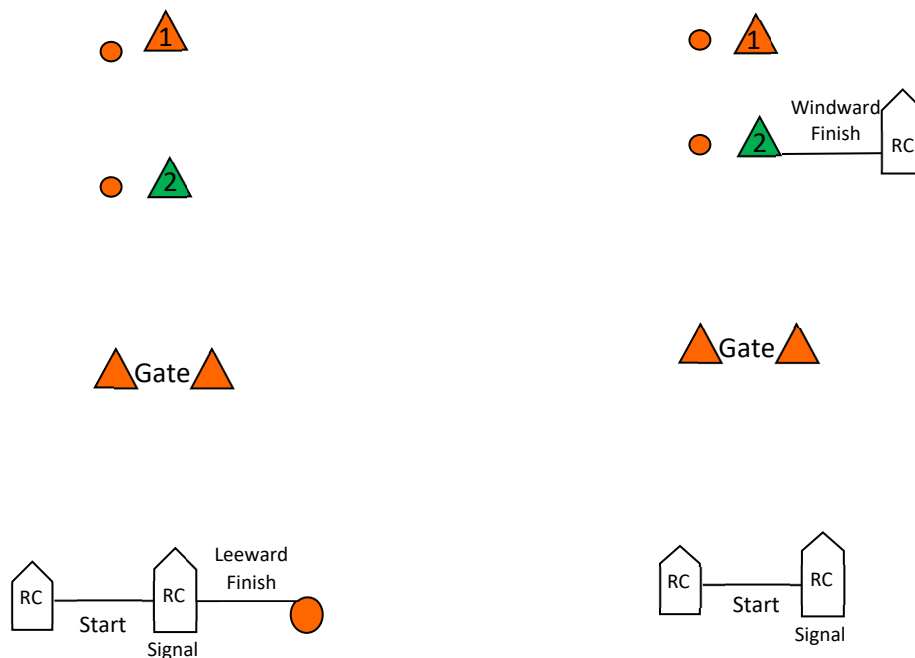 1
2
Gate
RC
RC
Leeward
Finish
Start
Signal
1
Windward
Finish
2
RC
Gate
RC
RC
Start
Signal